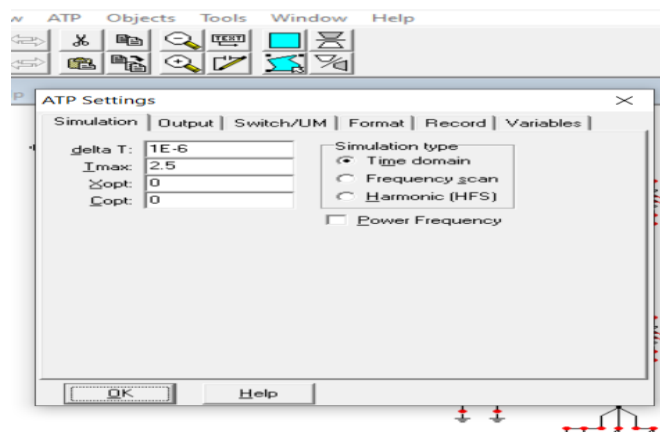 w ATP Objects Tools Window Help
TEXT
P
ATP Settings
Simulation Output Switch/UM Format Record Variables
delta T: 1E-6
Tmax: 2.5
Xopt: 0
Copt: 0
Simulation type
Time domain
Frequency scan
Harmonic (HFS)
Power Frequency
OK Help